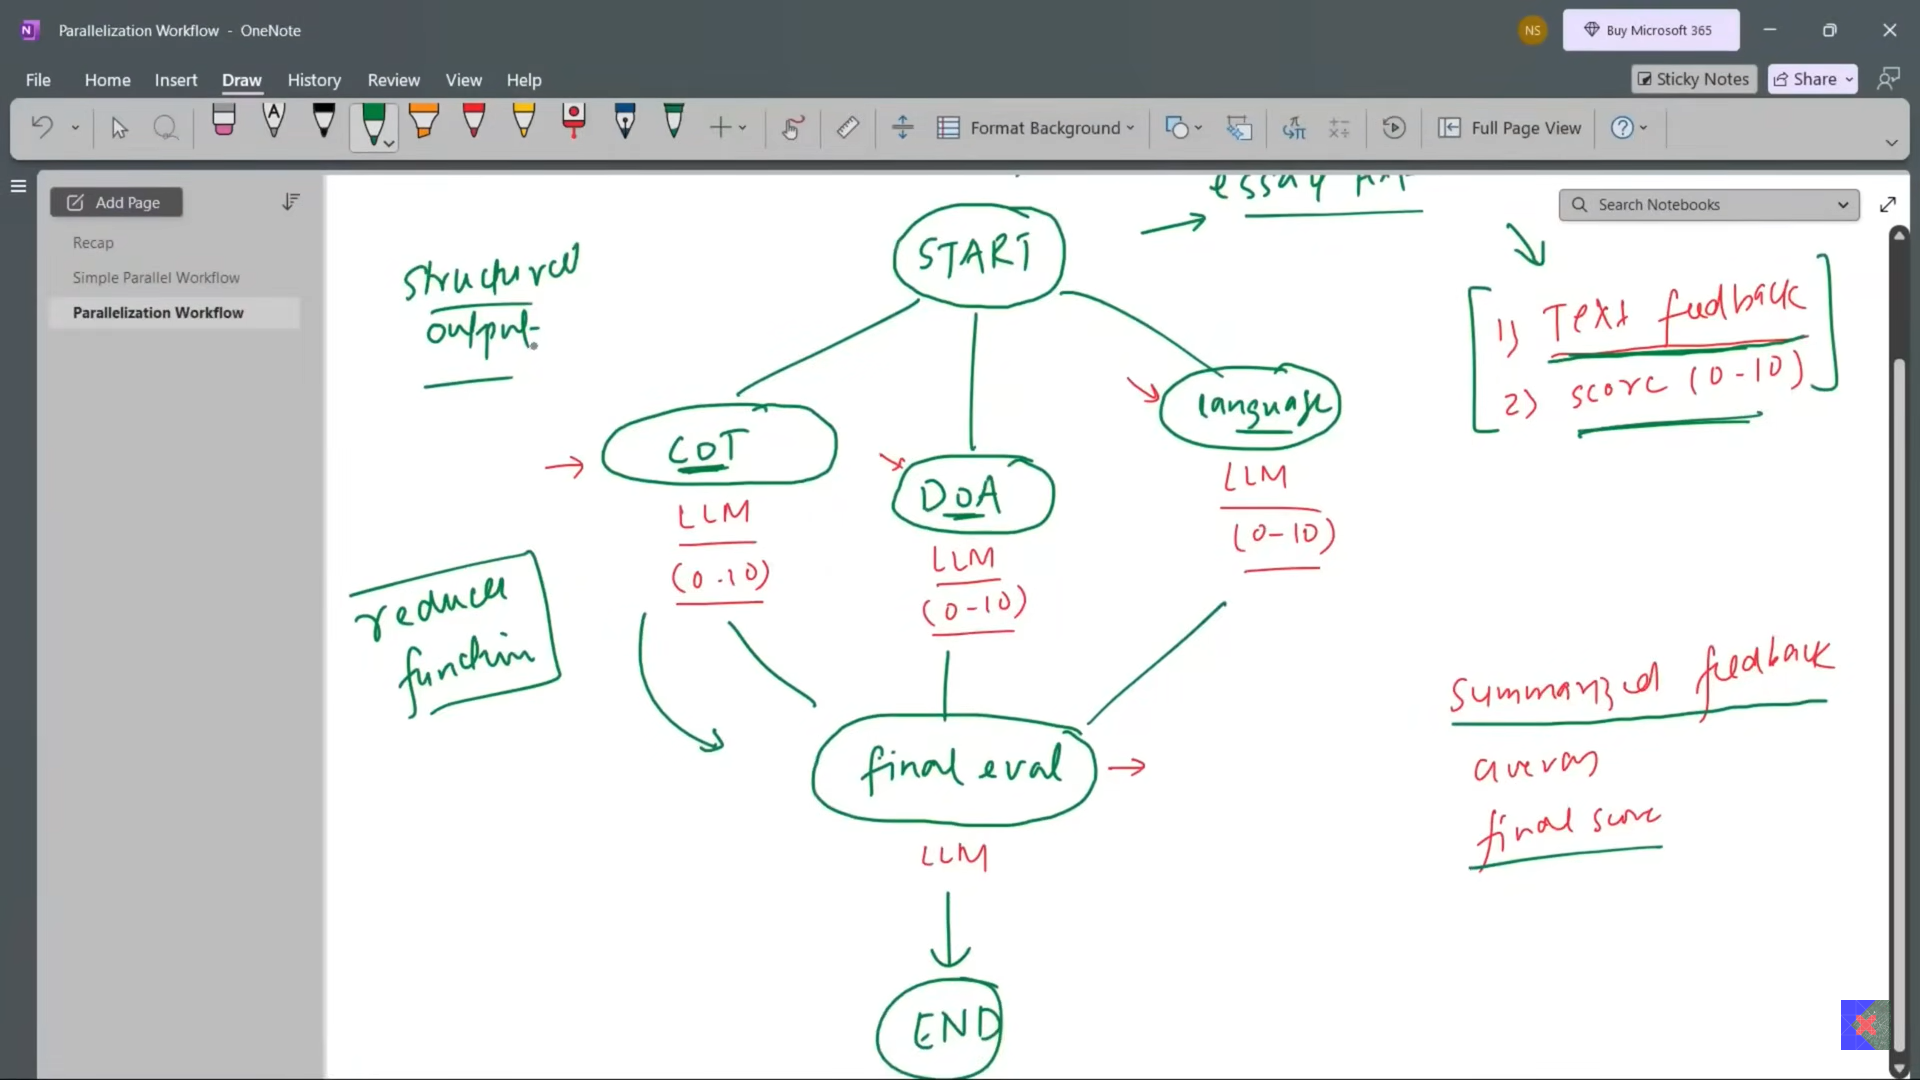 Parallelization Workflow - OneNote
NS
Buy Microsoft 365
File Home Insert Draw History Review View Help
Sticky Notes
Share
Format Background
Full Page View
Add Page
Search Notebooks
Recap
Simple Parallel Workflow
Parallelization Workflow
essay
START
structured
output
1) Text feedback
2) score (0-10)
COT
LLM
(0-10)
DOA
LLM
(0-10)
language
LLM
(0-10)
reducer
function
final eval
LLM
END
summarized feedback
final score